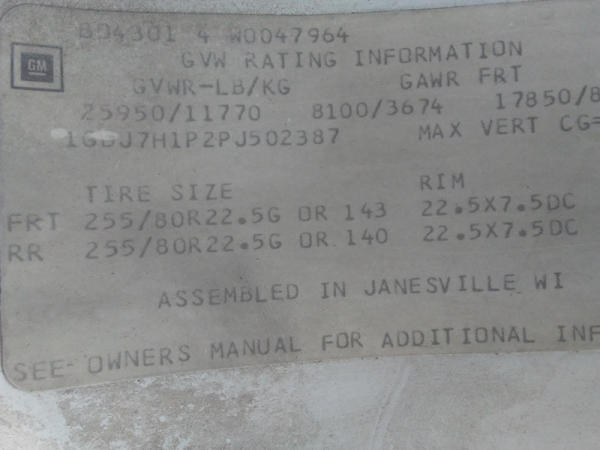 BD4301 4 W0047964
GM
GVW RATING INFORMATION
GVWR-LB/KG GAWR FRT
25950/11770 8100/3674 17850/8
1GDJ7H1P2PJ502387 MAX VERT CG=
TIRE SIZE RIM
FRT 255/80R22.5G OR 143 22.5X7.5DC
RR 255/80R22.5G OR 140 22.5X7.5DC
ASSEMBLED IN JANESVILLE WI
SEE OWNERS MANUAL FOR ADDITIONAL INF